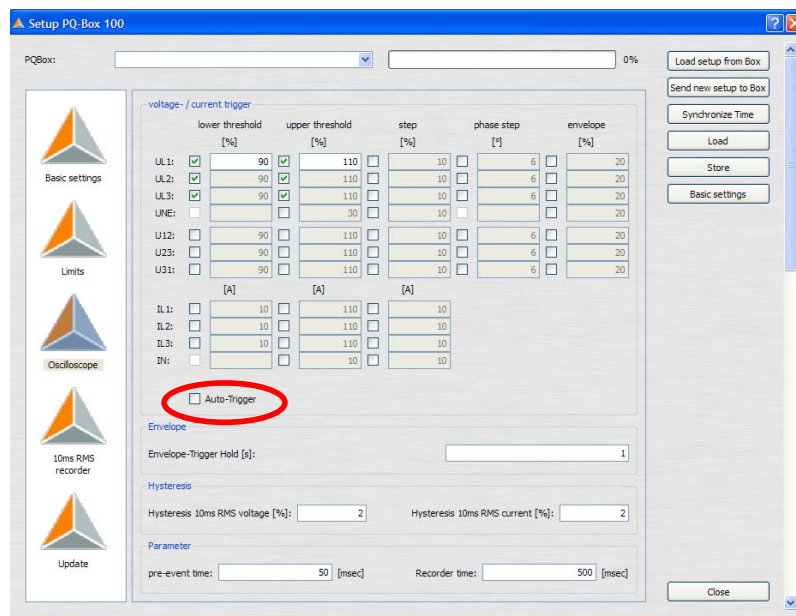 Setup PQ-Box 100
PQBox: 0%
Load setup from Box
Send new setup to Box
Synchronize Time
Load
Store
Basic settings
Close
Basic settings
Limits
Oscilloscope
10ms RMS
recorder
Update
voltage- / current trigger
lower threshold upper threshold step phase step envelope
[%] [%] [%] [°] [%]
UL1: 90 110 10 6 20
UL2: 90 110 10 6 20
UL3: 90 110 10 6 20
UNE: 30 10 20
U12: 90 110 10 6 20
U23: 90 110 10 6 20
U31: 90 110 10 6 20
[A] [A] [A]
IL1: 10 110 10
IL2: 10 110 10
IL3: 10 110 10
IN: 10 10
Auto-Trigger
Envelope
Envelope-Trigger Hold [s]: 1
Hysteresis
Hysteresis 10ms RMS voltage [%]: 2 Hysteresis 10ms RMS current [%]: 2
Parameter
pre-event time: 50 [msec] Recorder time: 500 [msec]